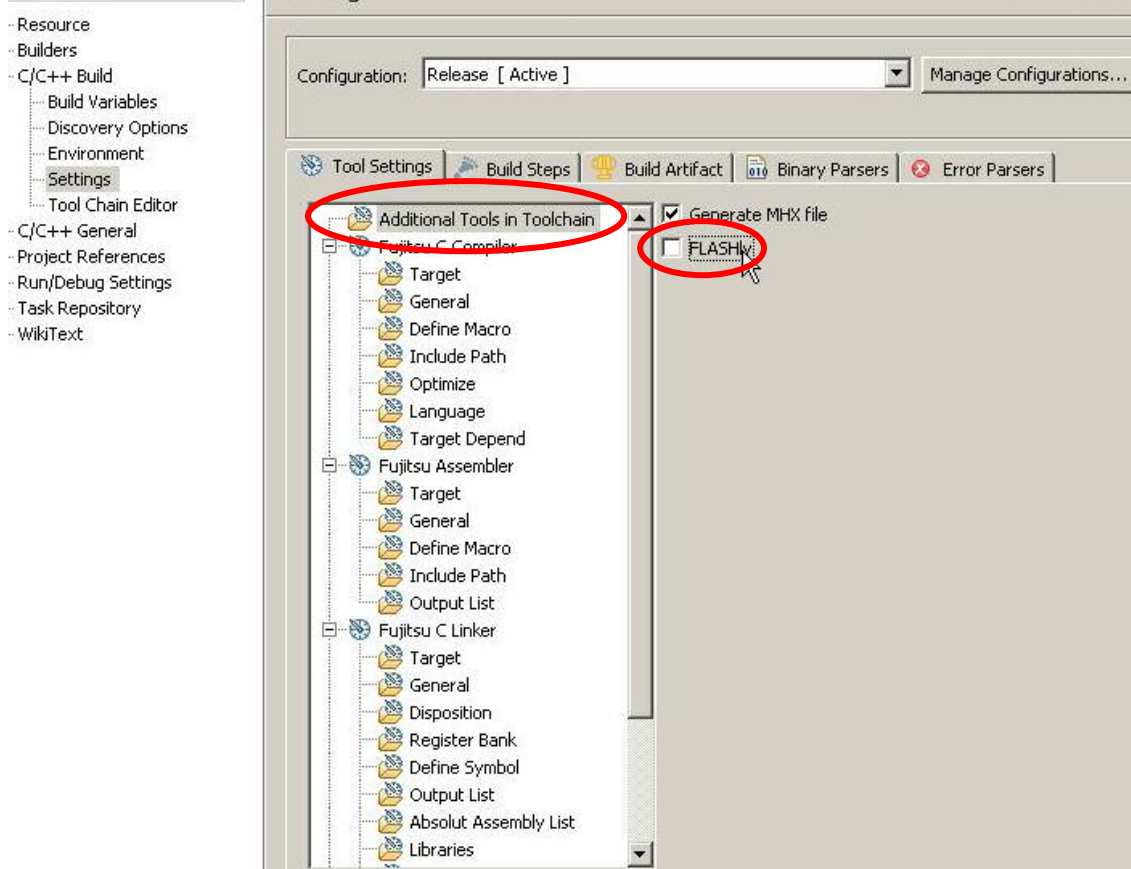 Resource
Builders
C/C++ Build
Build Variables
Discovery Options
Environment
Settings
Tool Chain Editor
C/C++ General
Project References
Run/Debug Settings
Task Repository
WikiText
Configuration: Release [ Active ] Manage Configurations...
Tool Settings Build Steps Build Artifact Binary Parsers Error Parsers
Additional Tools in Toolchain
Fujitsu C Compiler
Target
General
Define Macro
Include Path
Optimize
Language
Target Depend
Fujitsu Assembler
Target
General
Define Macro
Include Path
Output List
Fujitsu C Linker
Target
General
Disposition
Register Bank
Define Symbol
Output List
Absolut Assembly List
Libraries
Generate MHX file